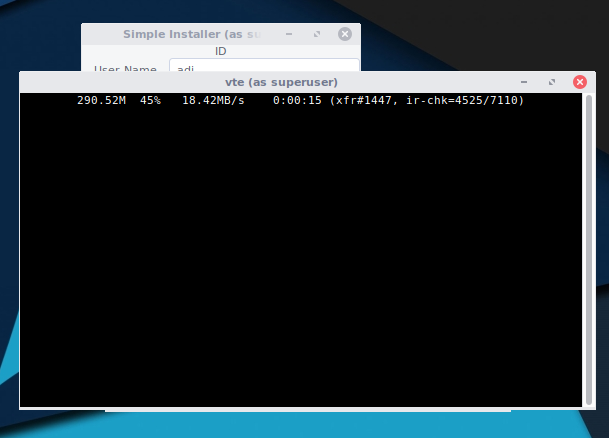 Simple Installer (as su
ID
User Name
adi
vte (as superuser)
290.52M 45% 18.42MB/s 0:00:15 (xfr#1447, ir-chk=4525/7110)